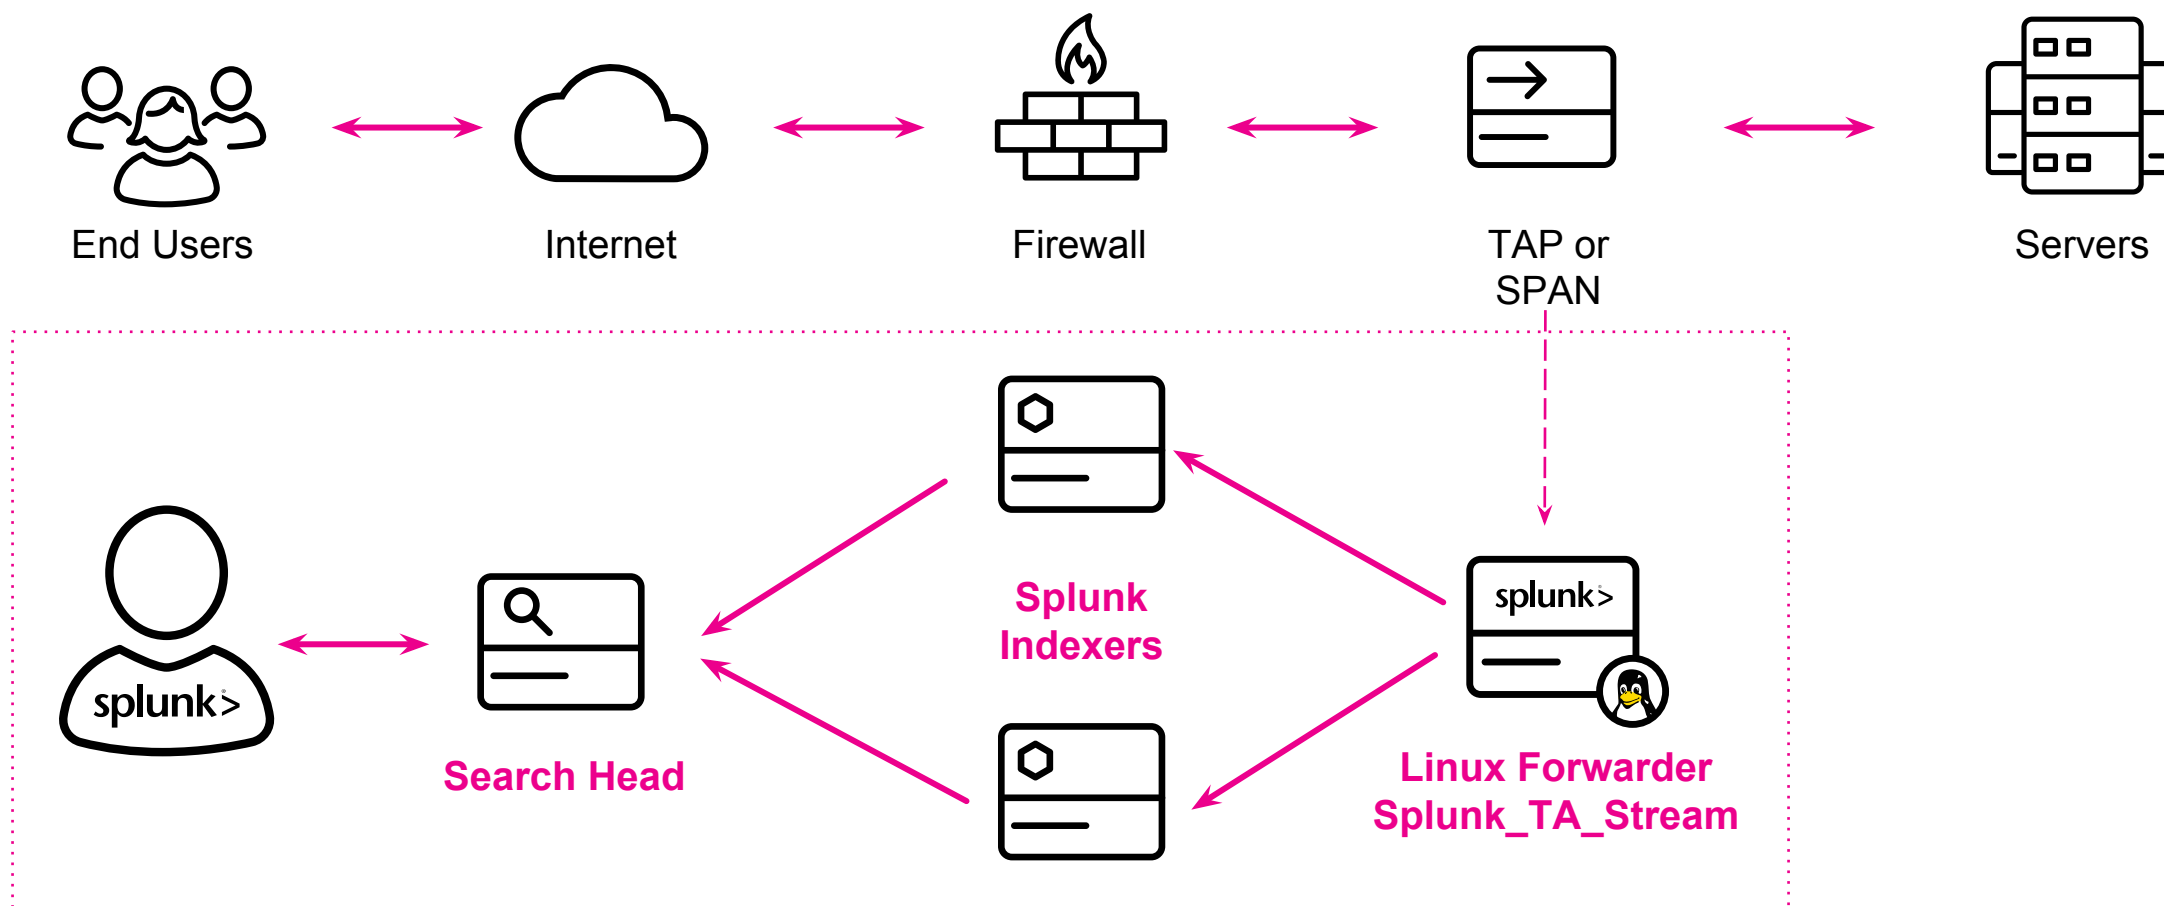 End Users
Internet
Firewall
TAP or
SPAN
Servers
splunk>
Search Head
Splunk
Indexers
splunk>
Linux Forwarder
Splunk_TA_Stream